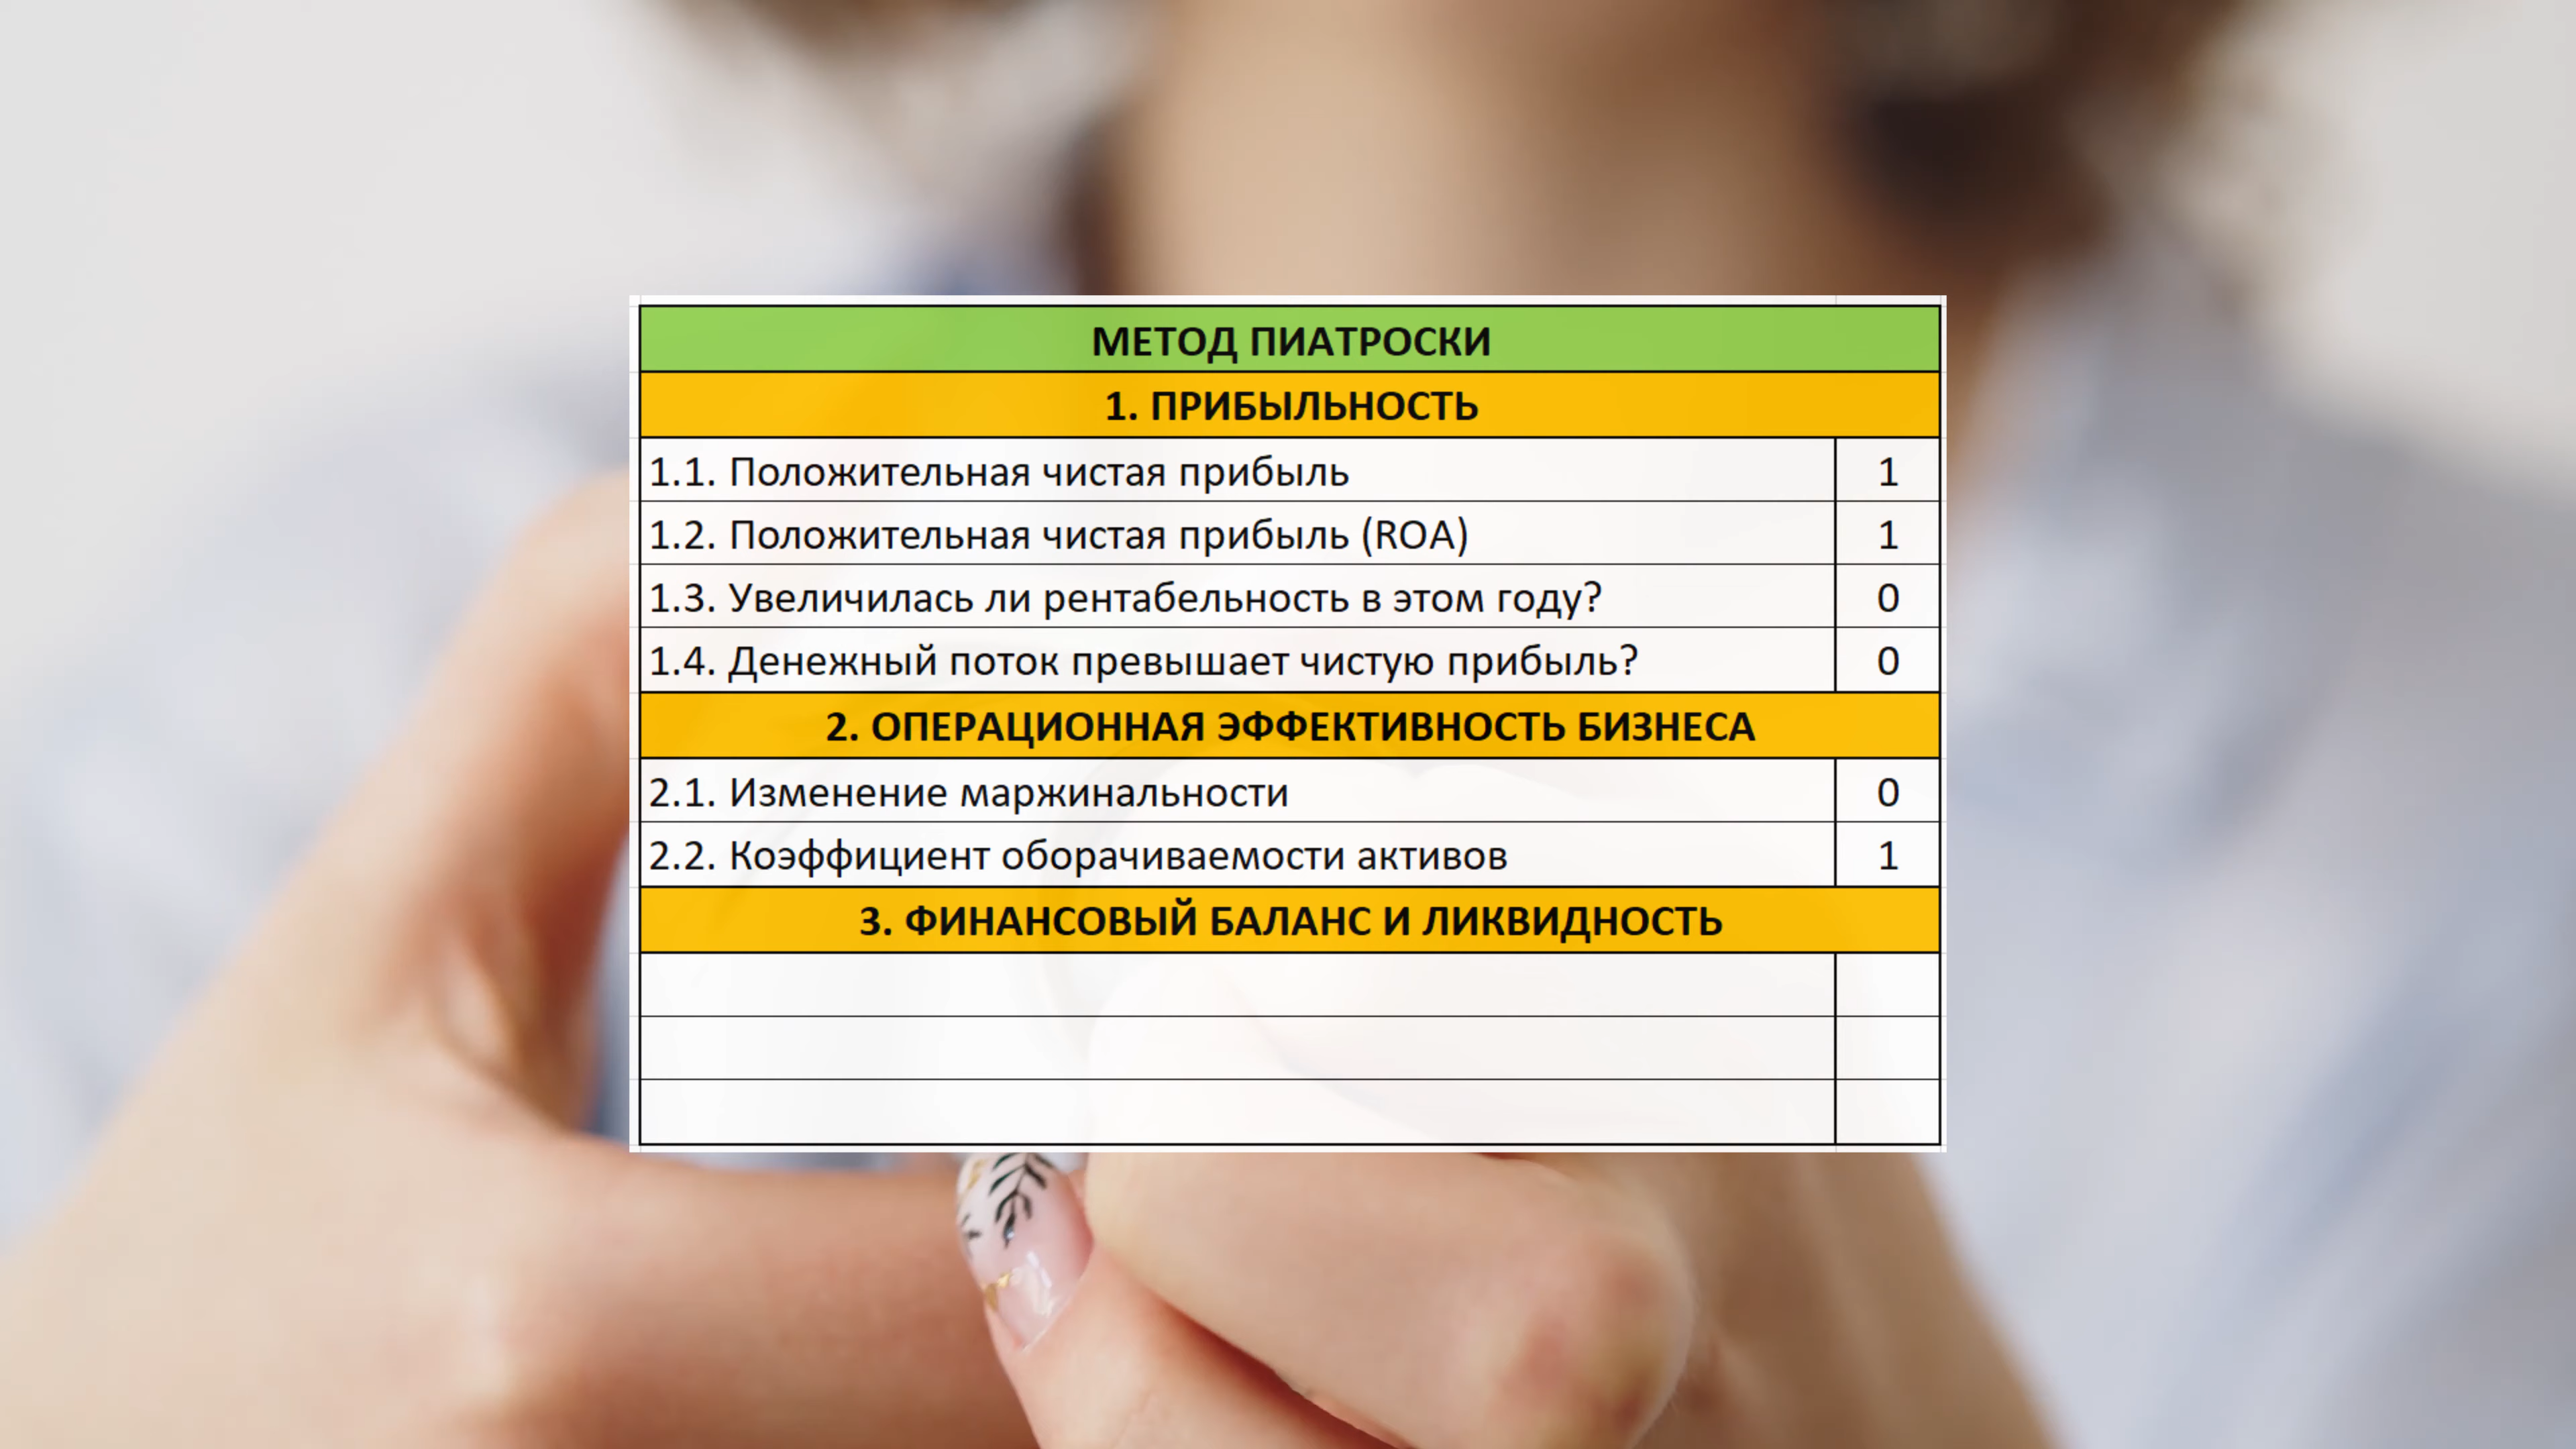 МЕТОД ПИАТРОСКИ
1. ПРИБЫЛЬНОСТЬ
1.1. Положительная чистая прибыль 1
1.2. Положительная чистая прибыль (ROA) 1
1.3. Увеличилась ли рентабельность в этом году? 0
1.4. Денежный поток превышает чистую прибыль? 0
2. ОПЕРАЦИОННАЯ ЭФФЕКТИВНОСТЬ БИЗНЕСА
2.1. Изменение маржинальности 0
2.2. Коэффициент оборачиваемости активов 1
3. ФИНАНСОВЫЙ БАЛАНС И ЛИКВИДНОСТЬ